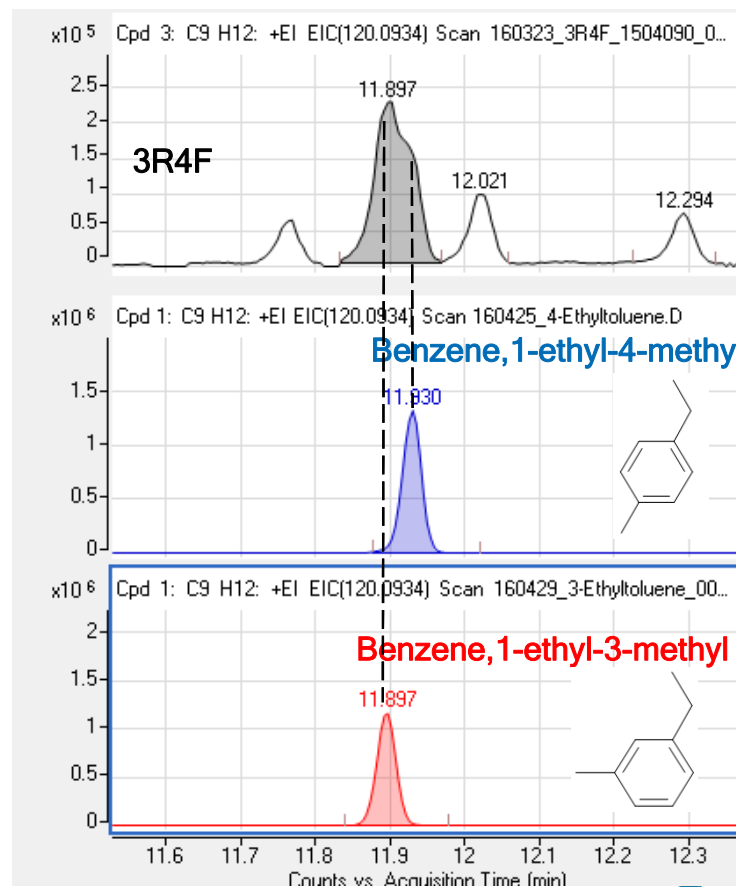 x10 5 Cpd 3: C9 H12: +EI EIC(120.0934) Scan 160323_3R4F_1504090_0...
2.5
2
1.5
1
0.5
0
3R4F
11.897
12.021
12.294
x10 6 Cpd 1: C9 H12: +EI EIC(120.0934) Scan 160425_4-Ethyltoluene.D
Benzene,1-ethyl-4-methy
1.5
1
0.5
0
11.930
x10 6 Cpd 1: C9 H12: +EI EIC(120.0934) Scan 160429_3-Ethyltoluene_00...
Benzene,1-ethyl-3-methyl
2
1.5
1
0.5
0
11.897
11.6 11.7 11.8 11.9 12 12.1 12.2 12.3
Counts vs. Acquisition Time (min)